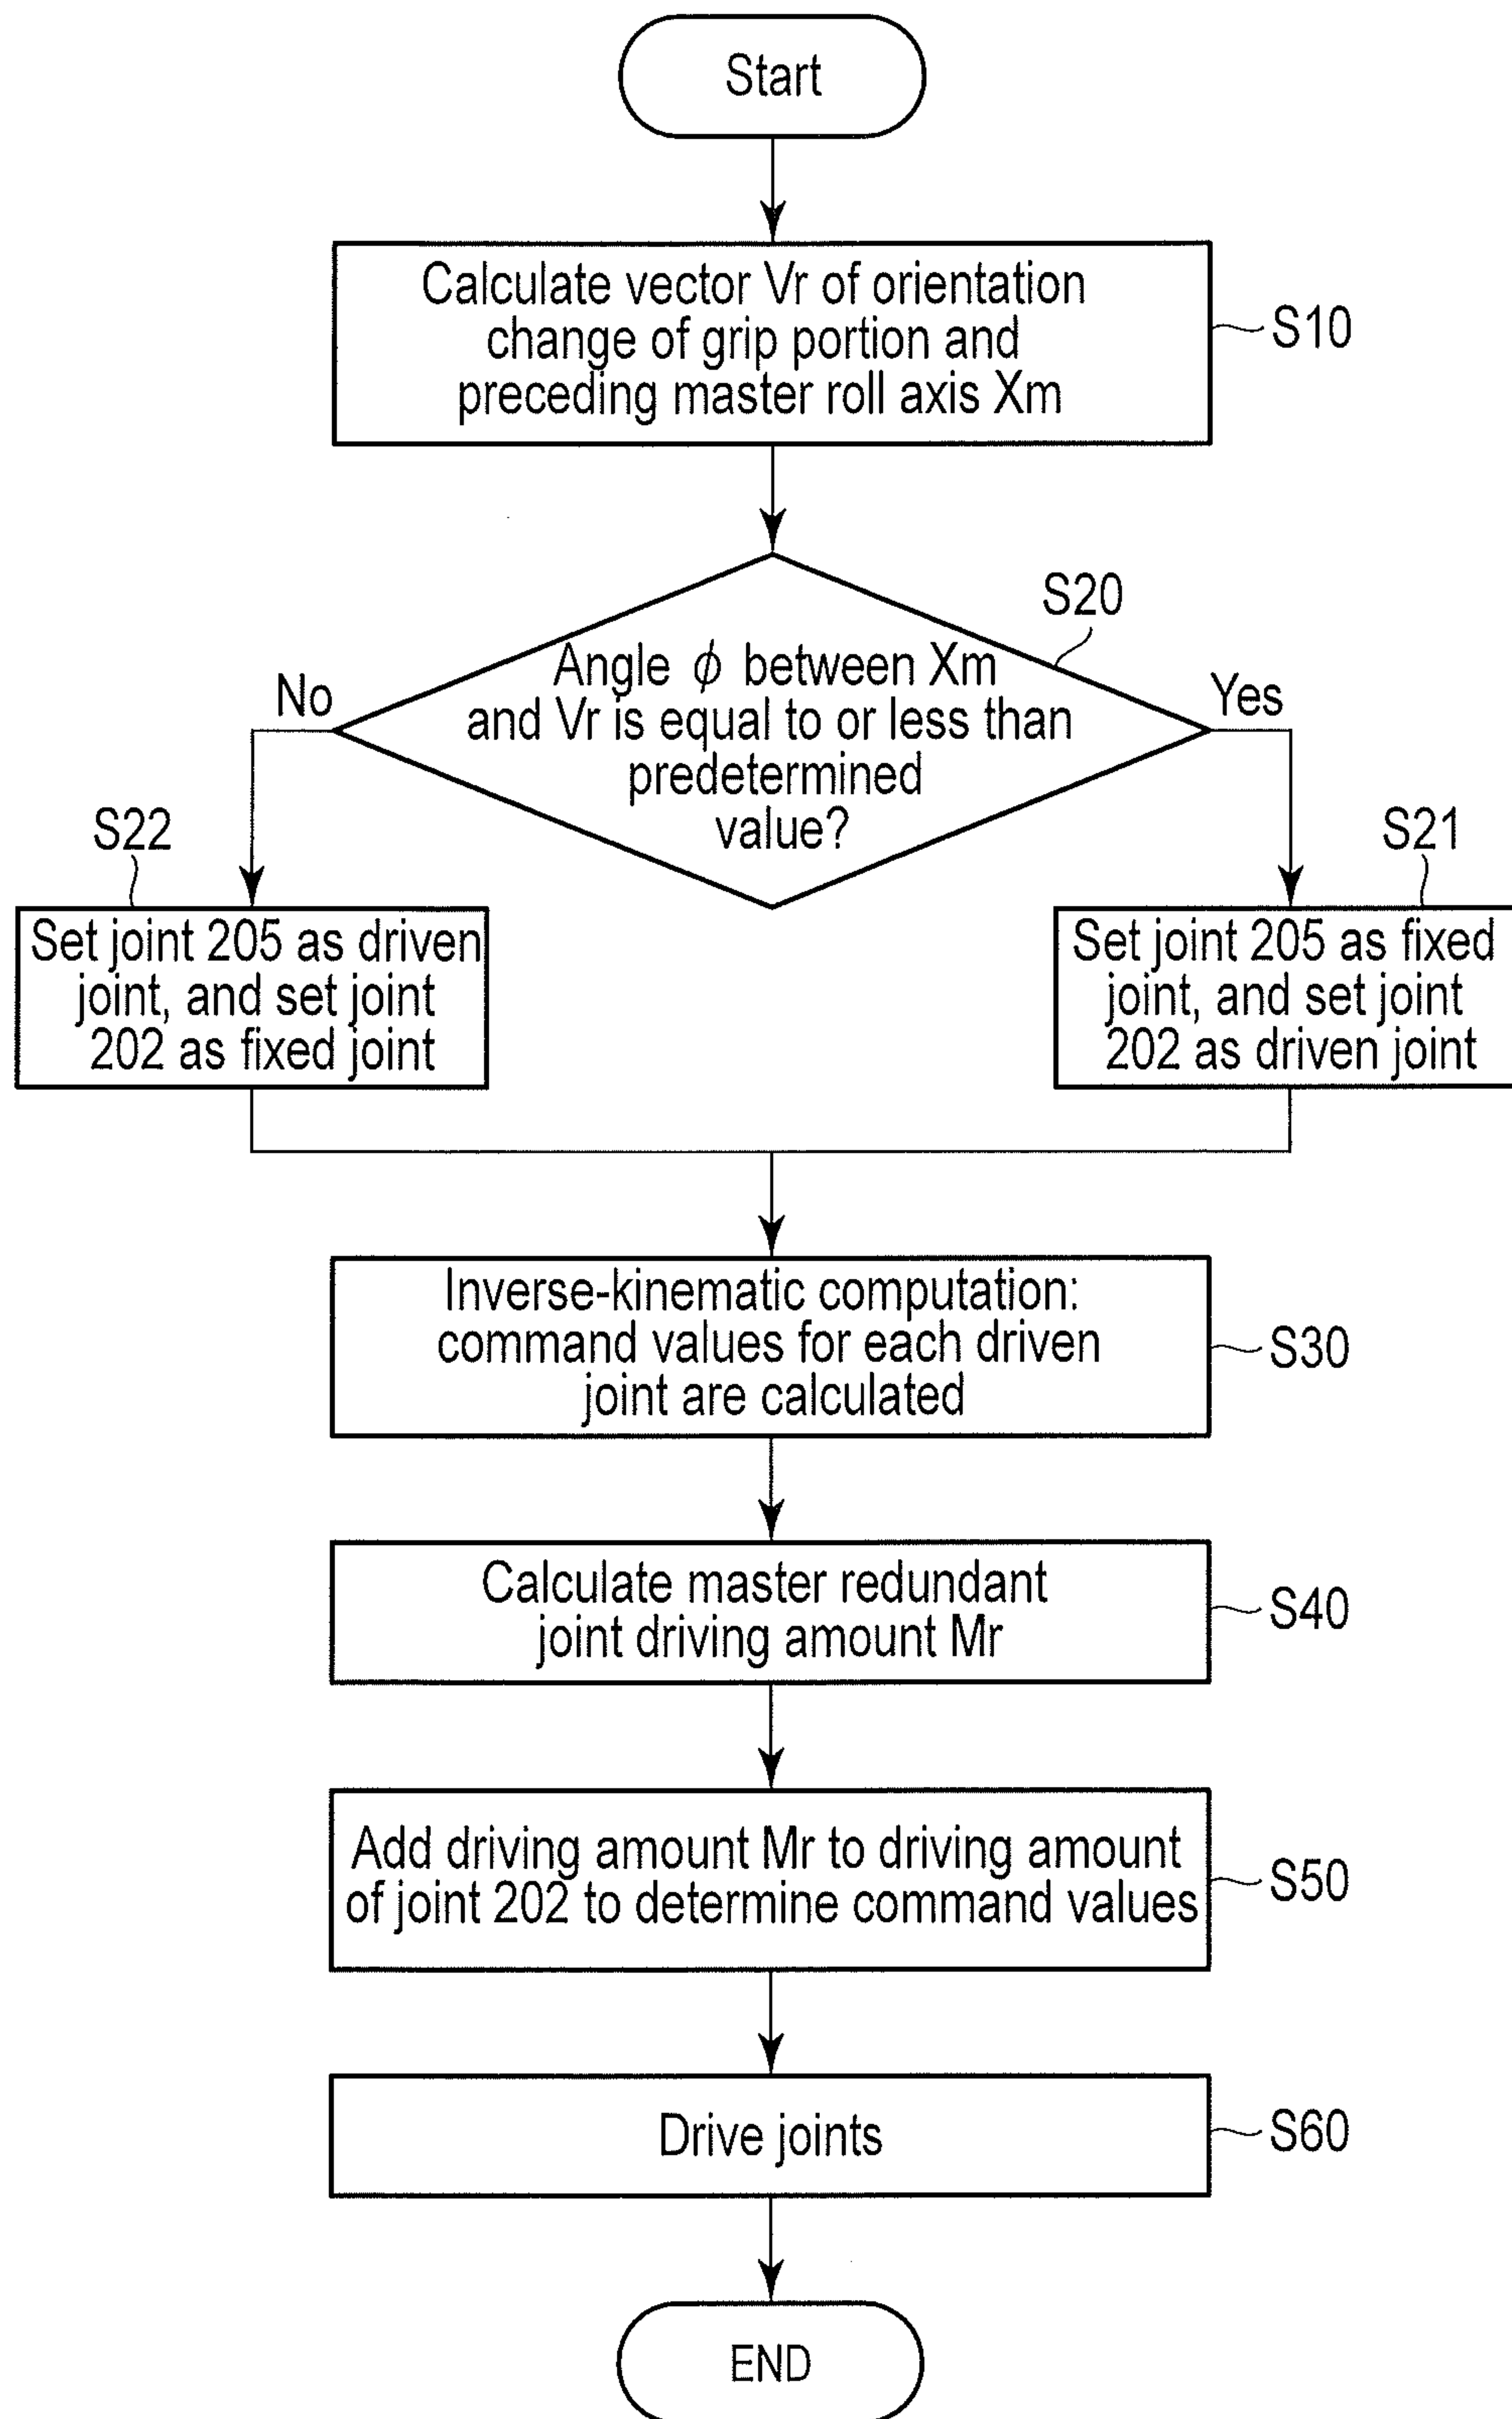 Start
Calculate vector Vr of orientation
change of grip portion and
preceding master roll axis Xm
S10
S20
Angle ϕ between Xm
and Vr is equal to or less than
predetermined
value?
No
Yes
S22
S21
Set joint 205 as driven
joint, and set joint
202 as fixed joint
Set joint 205 as fixed
joint, and set joint
202 as driven joint
Inverse-kinematic computation:
command values for each driven
joint are calculated
S30
Calculate master redundant
joint driving amount Mr
S40
Add driving amount Mr to driving amount
of joint 202 to determine command values
S50
Drive joints
S60
END